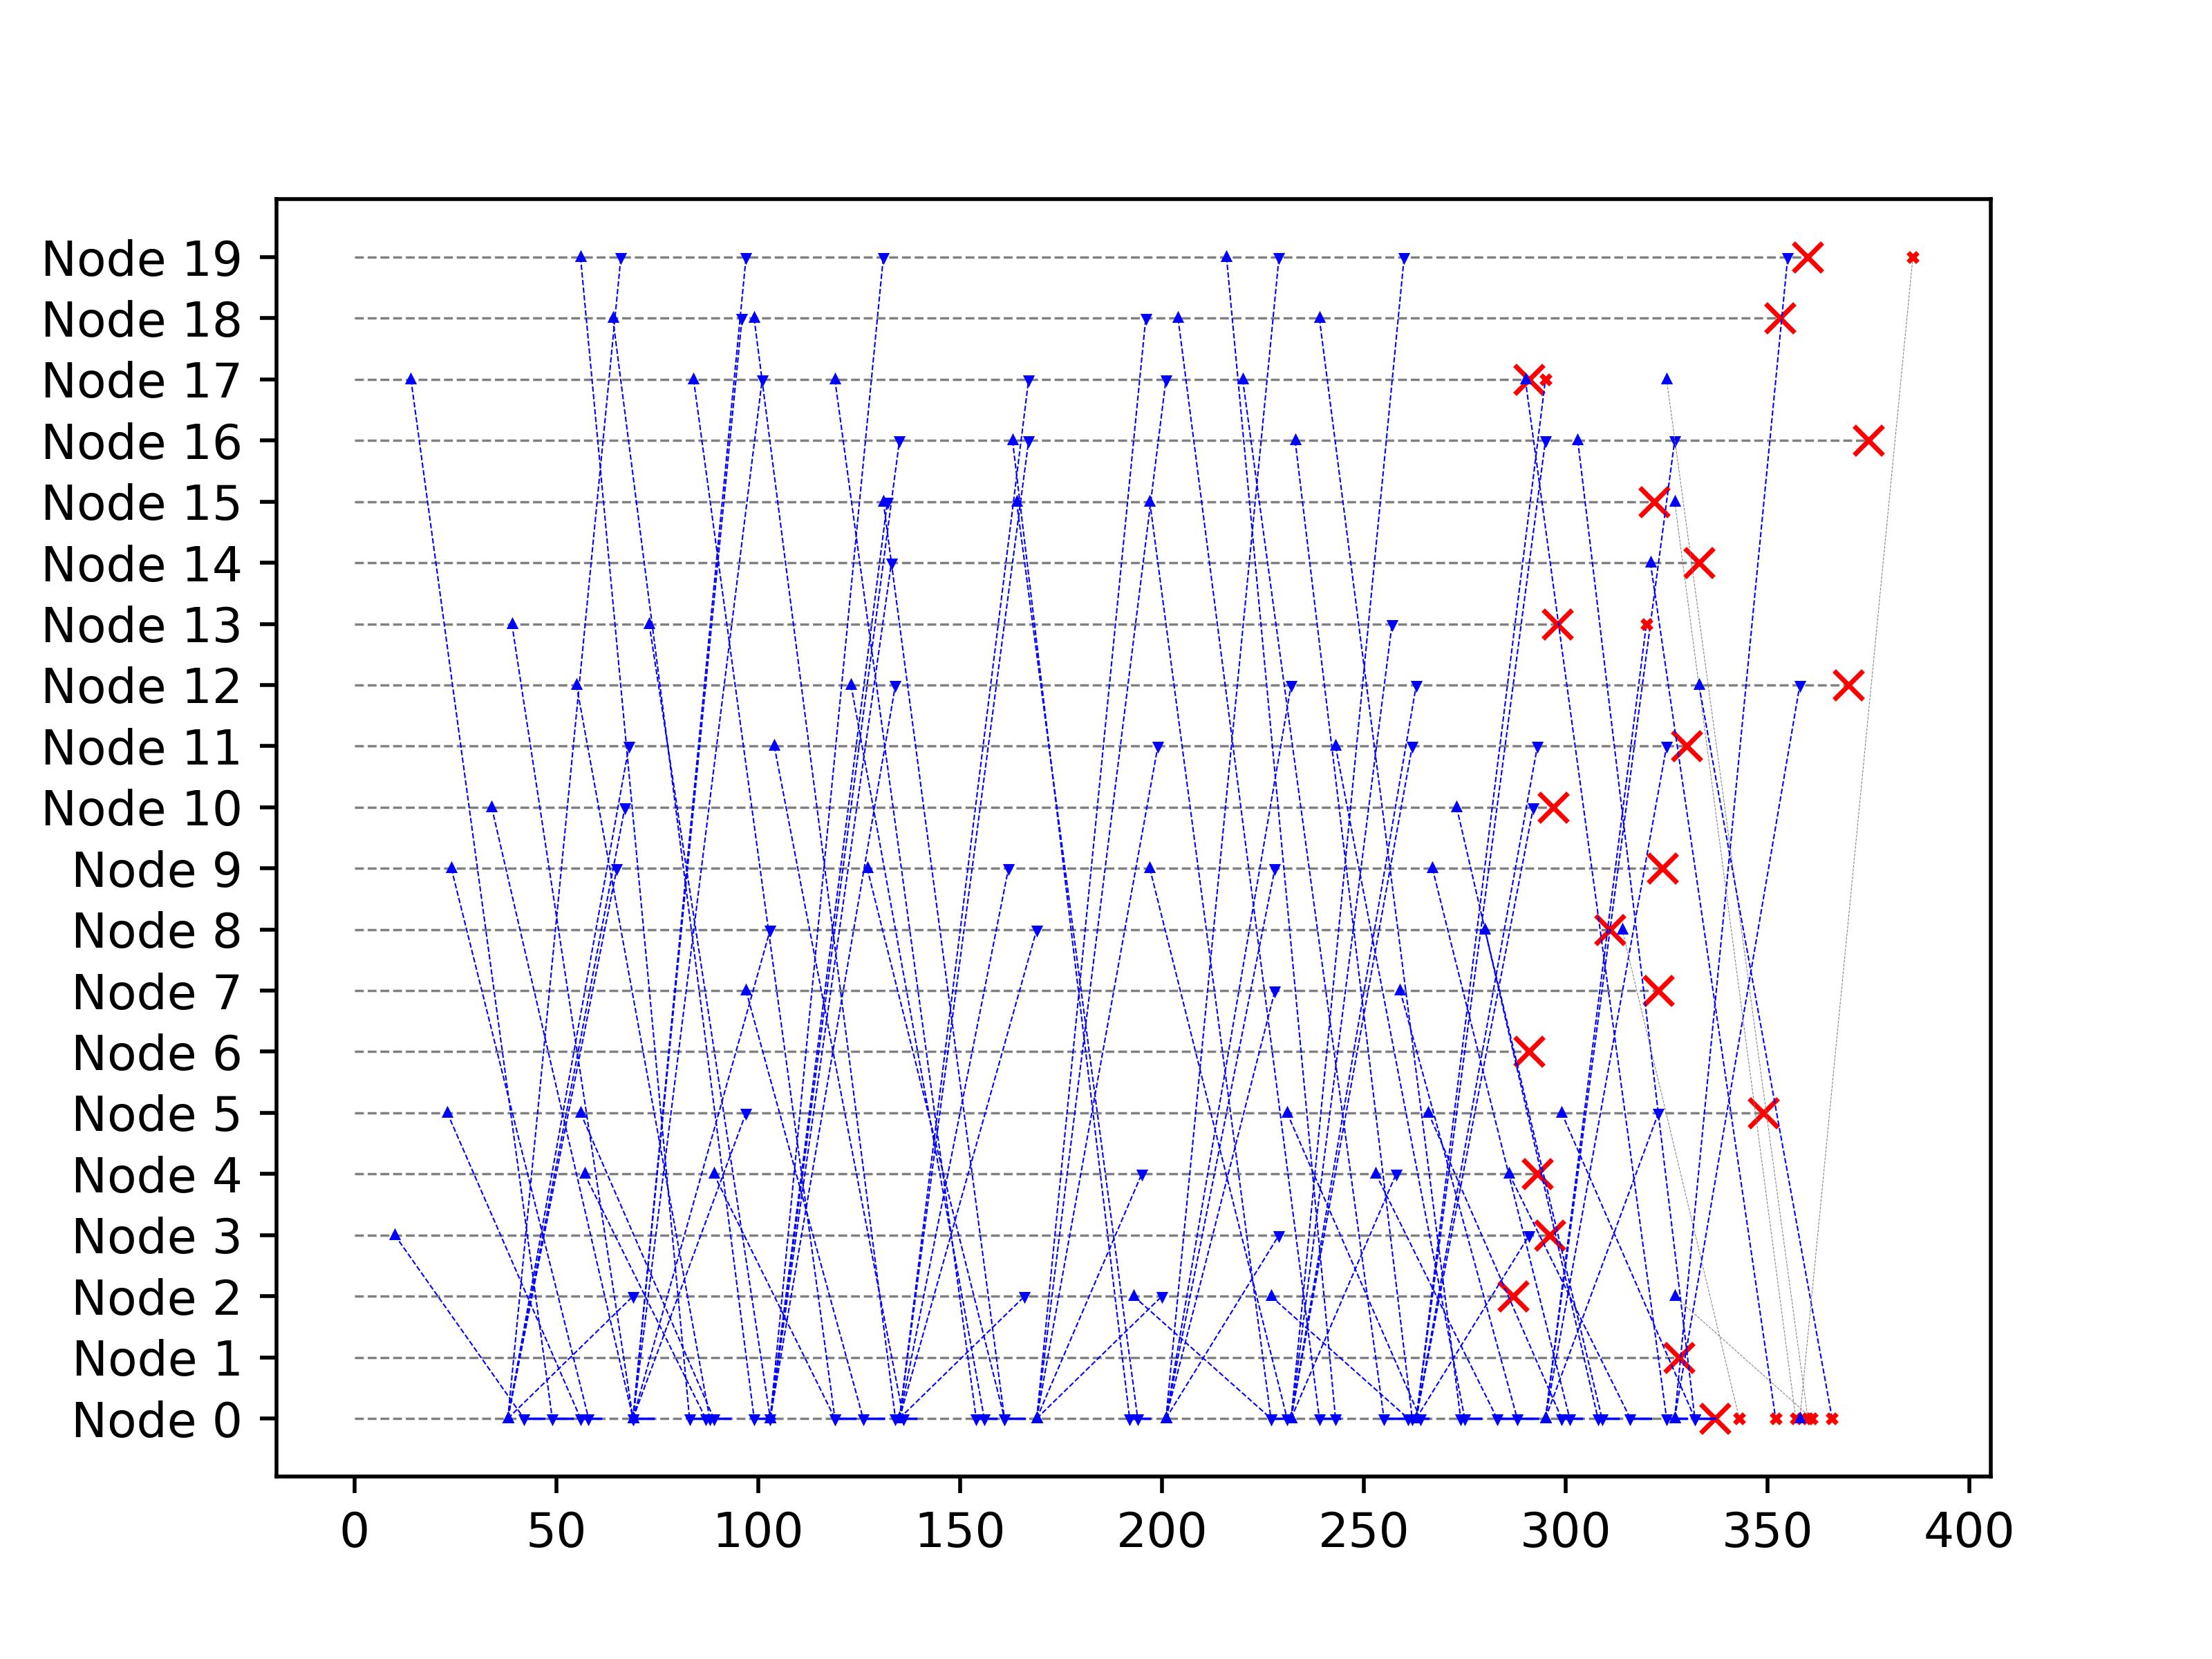 Node 19
Node 18
Node 17
Node 16
Node 15
Node 14
Node 13
Node 12
Node 11
Node 10
Node 9
Node 8
Node 7
Node 6
Node 5
Node 4
Node 3
Node 2
Node 1
Node 0
0 50 100 150 200 250 300 350 400